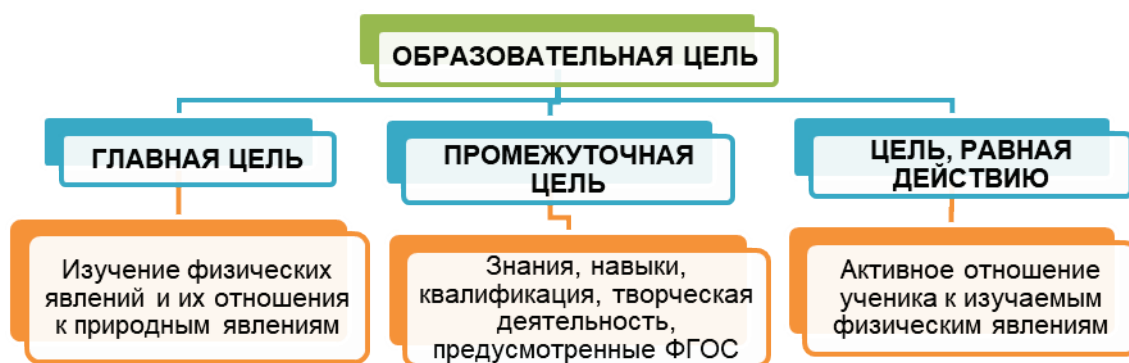 ОБРАЗОВАТЕЛЬНАЯ ЦЕЛЬ
ГЛАВНАЯ ЦЕЛЬ
Изучение физических
явлений и их отношения
к природным явлениям
ПРОМЕЖУТОЧНАЯ
ЦЕЛЬ
Знания, навыки,
квалификация, творческая
деятельность,
предусмотренные ФГОС
ЦЕЛЬ, РАВНАЯ
ДЕЙСТВИЮ
Активное отношение
ученика к изучаемым
физическим явлениям